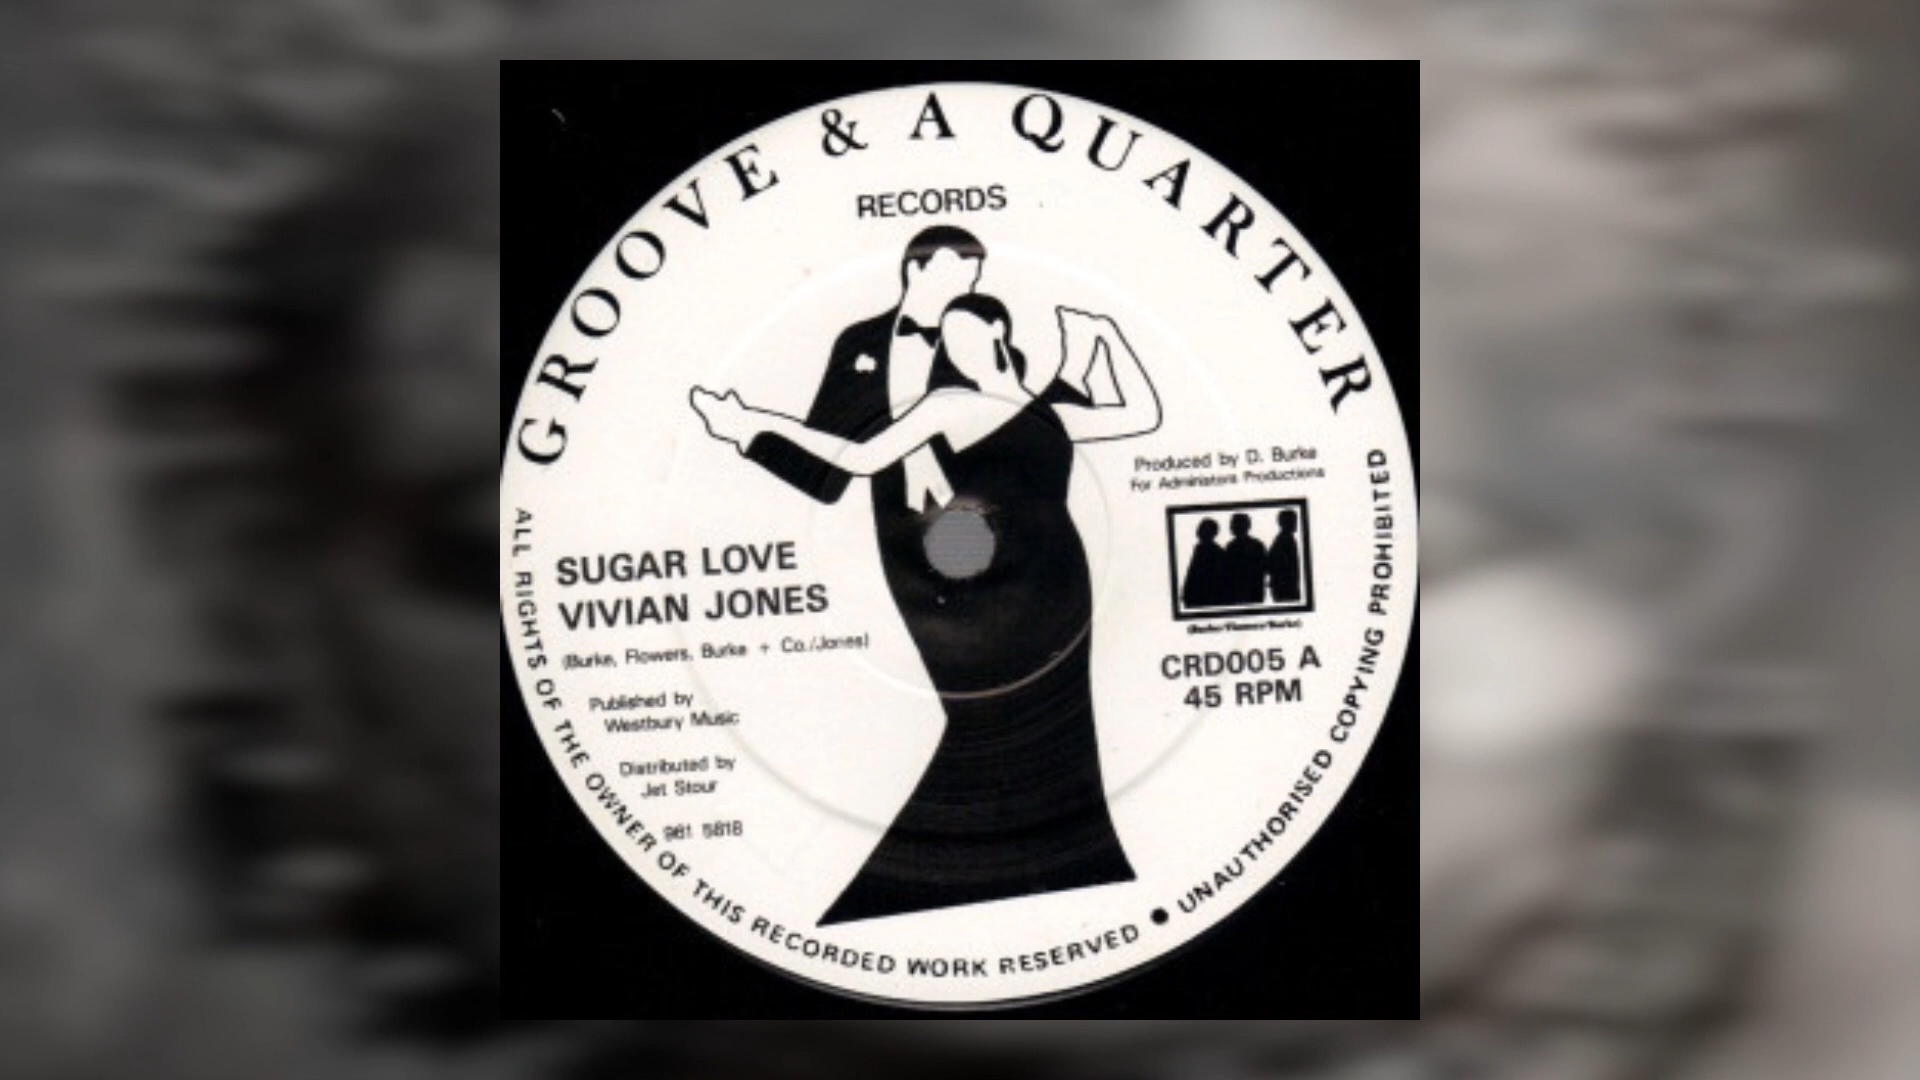 GROOVE & A QUARTER
RECORDS
Produced by D. Burke
For Administers Productions
SUGAR LOVE
VIVIAN JONES
(Burke, Flowers, Burke + Co./Jones)
CRD005 A
45 RPM
Published by
Westbury Music
Distributed by
Jet Stour
961 5818
ALL RIGHTS OF THE OWNER OF THIS RECORDED WORK RESERVED ● UNAUTHORISED COPYING PROHIBITED